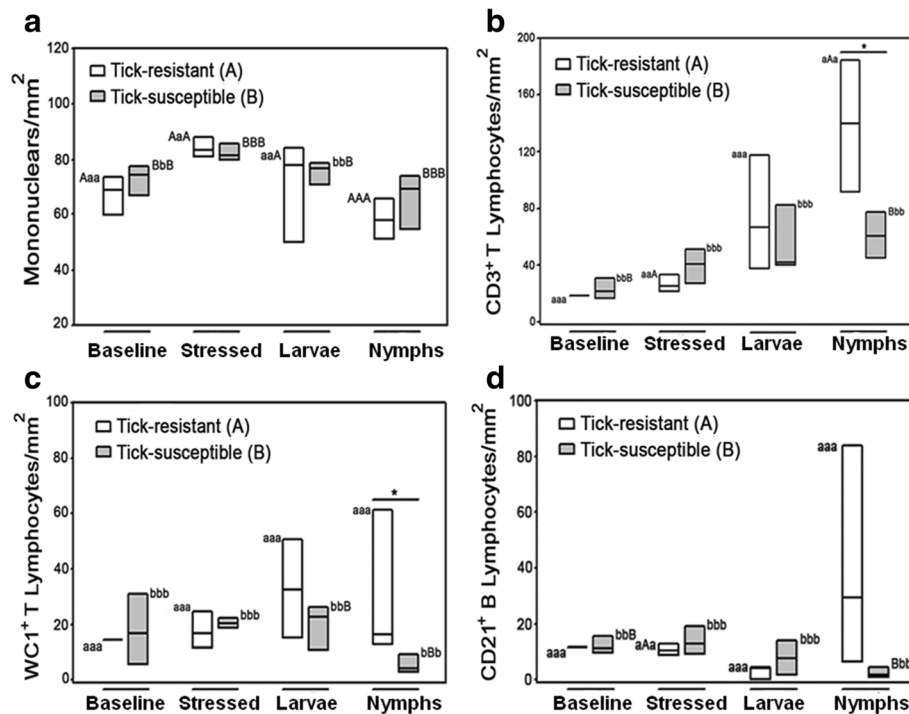 a
Mononuclears/mm²
120
100
80
60
40
20
Tick-resistant (A)
Tick-susceptible (B)
Aaa
BbB
AaA
BBB
aaA
bbB
AAA
BBB
Baseline Stressed Larvae Nymphs
b
CD3⁺ T Lymphocytes/mm²
200
160
120
80
40
0
Tick-resistant (A)
Tick-susceptible (B)
*
aaa
bbB
aaA
bbb
aaa
bbb
aAa
Bbb
Baseline Stressed Larvae Nymphs
c
WC1⁺ T Lymphocytes/mm²
100
80
60
40
20
0
Tick-resistant (A)
Tick-susceptible (B)
*
aaa
bbb
aaa
bbb
aaa
bbB
aaa
bBb
Baseline Stressed Larvae Nymphs
d
CD21⁺ B Lymphocytes/mm²
100
80
60
40
20
0
Tick-resistant (A)
Tick-susceptible (B)
aaa
bbB
aAa
bbb
aaa
bbb
aaa
Bbb
Baseline Stressed Larvae Nymphs